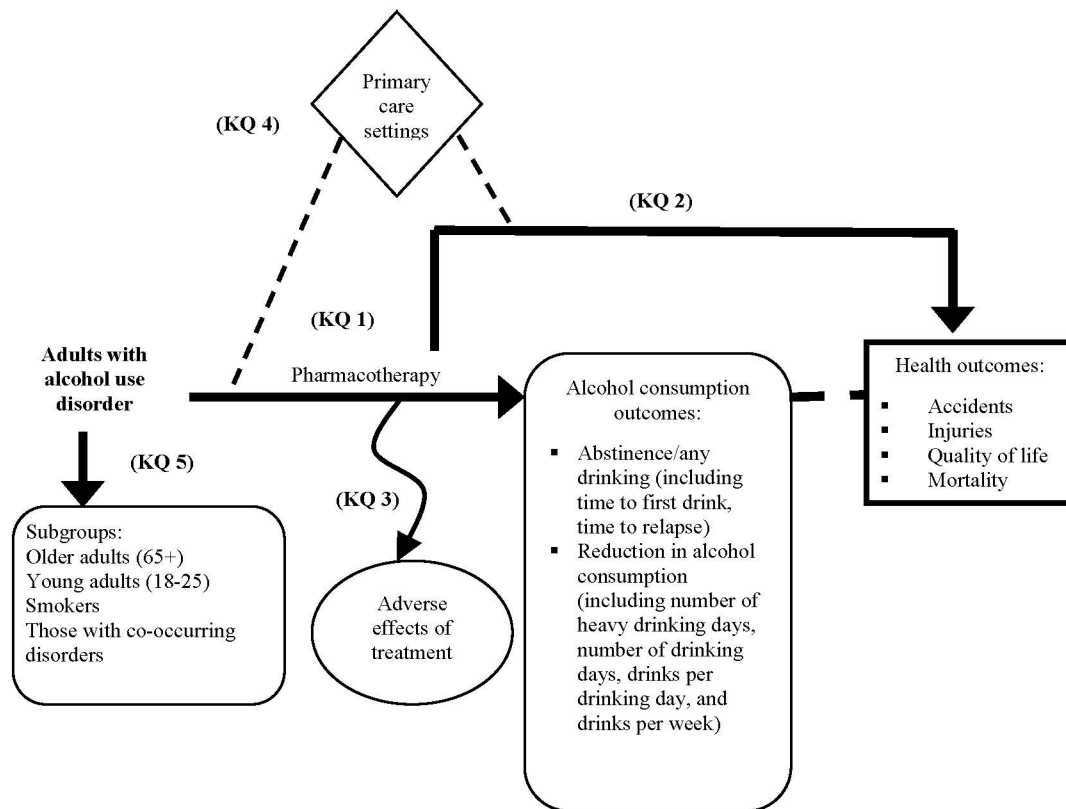 Primary
care
settings
(KQ 4)
(KQ 2)
(KQ 1)
Adults with
alcohol use
disorder
Pharmacotherapy
(KQ 5)
(KQ 3)
Subgroups:
Older adults (65+)
Young adults (18-25)
Smokers
Those with co-occurring
disorders
Adverse
effects of
treatment
Alcohol consumption
outcomes:
▪ Abstinence/any
drinking (including
time to first drink,
time to relapse)
▪ Reduction in alcohol
consumption
(including number of
heavy drinking days,
number of drinking
days, drinks per
drinking day, and
drinks per week)
Health outcomes:
▪ Accidents
▪ Injuries
▪ Quality of life
▪ Mortality